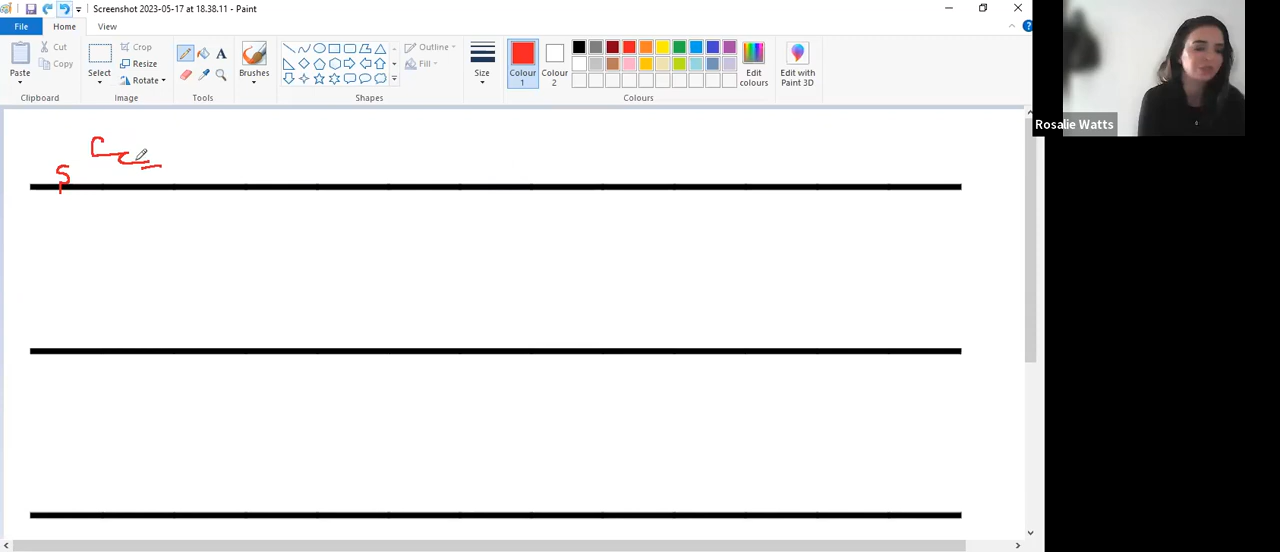 Screenshot 2023-05-17 at 18.38.11 - Paint
File Home View
Paste
Cut
Copy
Clipboard
Select
Crop
Resize
Rotate
Image
A
Tools
Brushes
Shapes
Outline
Fill
Size
Colour
1
Colour
2
Edit
colours
Colours
Edit with
Paint 3D
Rosalie Watts
S